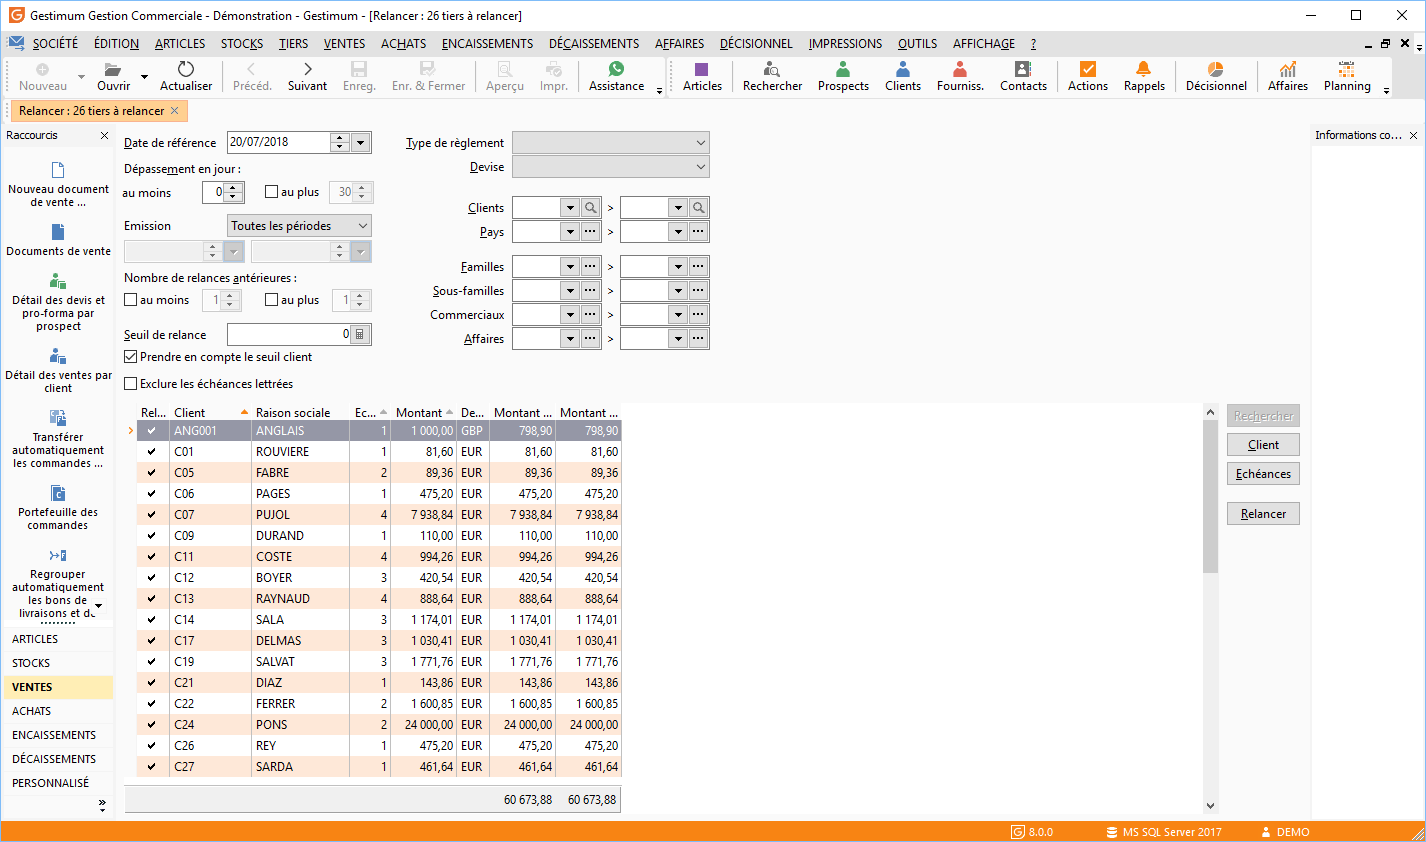 Gestimum Gestion Commerciale - Démonstration - Gestimum - [Relancer : 26 tiers à relancer]
SOCIÉTÉ ÉDITION ARTICLES STOCKS TIERS VENTES ACHATS ENCAISSEMENTS DÉCAISSEMENTS AFFAIRES DÉCISIONNEL IMPRESSIONS OUTILS AFFICHAGE ?
Nouveau Ouvrir Actualiser Précéd. Suivant Enreg. Enr. & Fermer Aperçu Impr. Assistance Articles Rechercher Prospects Clients Fourniss. Contacts Actions Rappels Décisionnel Affaires Planning
Relancer : 26 tiers à relancer
Raccourcis
Nouveau document
de vente ...
Documents de vente
Détail des devis et
pro-forma par
prospect
Détail des ventes par
client
Transférer
automatiquement
les commandes ...
Portefeuille des
commandes
Regrouper
automatiquement
les bons de
livraisons et d
ARTICLES
STOCKS
VENTES
ACHATS
ENCAISSEMENTS
DÉCAISSEMENTS
PERSONNALISÉ
Date de référence 20/07/2018
Dépassement en jour :
au moins 0 au plus 30
Emission Toutes les périodes
Nombre de relances antérieures :
au moins 1 au plus 1
Seuil de relance 0
Prendre en compte le seuil client
Exclure les échéances lettrées
Type de règlement
Devise
Clients >
Pays >
Familles >
Sous-familles >
Commerciaux >
Affaires >
Rel... Client Raison sociale Ec... Montant De... Montant ... Montant ...
ANG001 ANGLAIS 1 1 000,00 GBP 798,90 798,90
C01 ROUVIERE 1 81,60 EUR 81,60 81,60
C05 FABRE 2 89,36 EUR 89,36 89,36
C06 PAGES 1 475,20 EUR 475,20 475,20
C07 PUJOL 4 7 938,84 EUR 7 938,84 7 938,84
C09 DURAND 1 110,00 EUR 110,00 110,00
C11 COSTE 4 994,26 EUR 994,26 994,26
C12 BOYER 3 420,54 EUR 420,54 420,54
C13 RAYNAUD 4 888,64 EUR 888,64 888,64
C14 SALA 3 1 174,01 EUR 1 174,01 1 174,01
C17 DELMAS 3 1 030,41 EUR 1 030,41 1 030,41
C19 SALVAT 3 1 771,76 EUR 1 771,76 1 771,76
C21 DIAZ 1 143,86 EUR 143,86 143,86
C22 FERRER 2 1 600,85 EUR 1 600,85 1 600,85
C24 PONS 2 24 000,00 EUR 24 000,00 24 000,00
C26 REY 1 475,20 EUR 475,20 475,20
C27 SARDA 1 461,64 EUR 461,64 461,64
60 673,88 60 673,88
Rechercher
Client
Echéances
Relancer
Informations co...
8.0.0 MS SQL Server 2017 DEMO